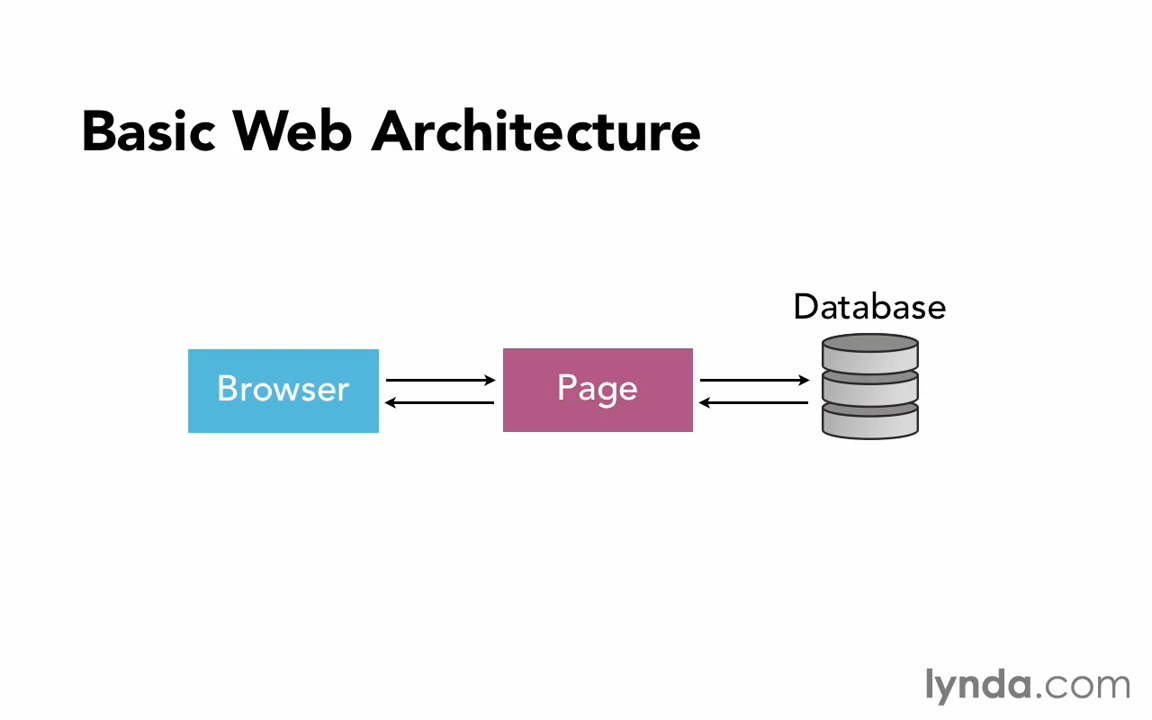 Basic Web Architecture
Database
Browser
Page
lynda.com